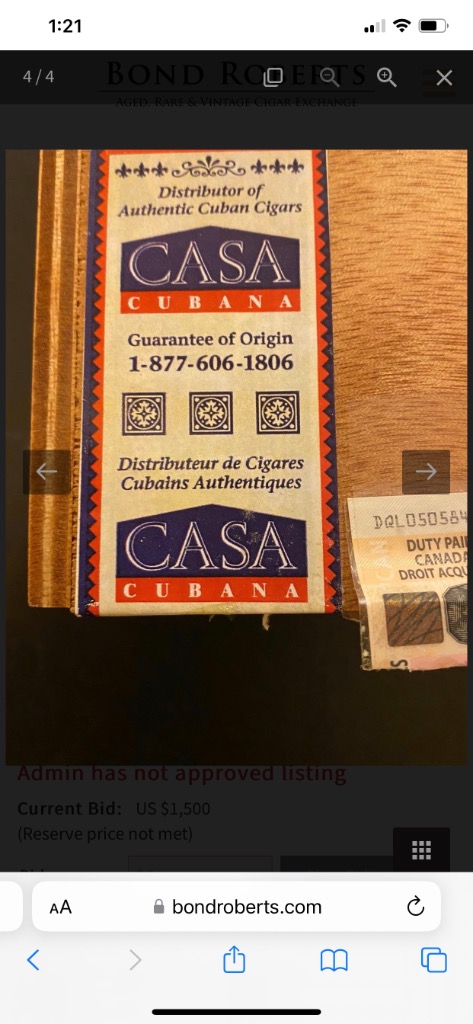 1:21
4 / 4
BOND ROBERTS
AGED, RARE & VINTAGE CIGAR EXCHANGE
Distributor of
Authentic Cuban Cigars
CASA
CUBANA
Guarantee of Origin
1-877-606-1806
Distributeur de Cigares
Cubains Authentiques
CASA
CUBANA
DUTY PAI
CANAD
DROIT ACQU
CAN
S
Admin has not approved listing
Current Bid: US $1,500
(Reserve price not met)
AA
bondroberts.com